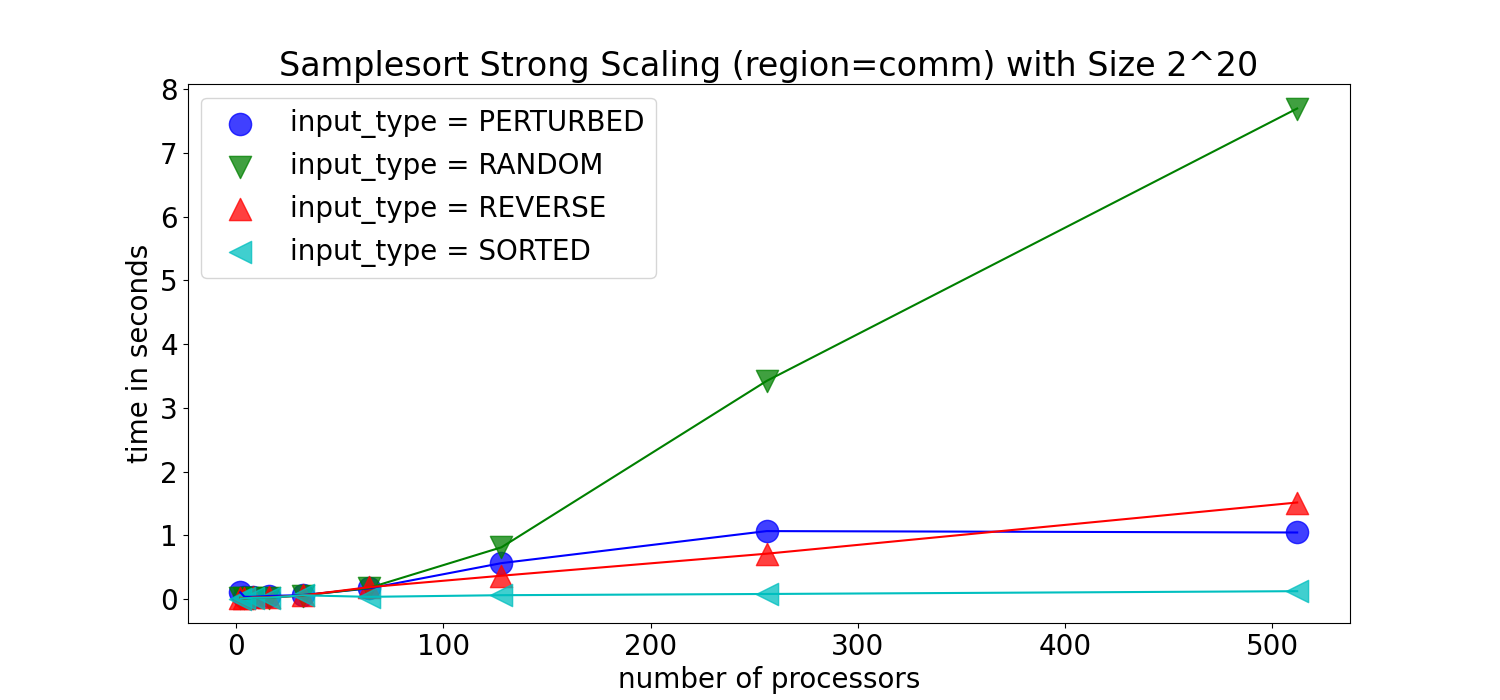 Samplesort Strong Scaling (region=comm) with Size 2^20
8
7
6
5
4
3
2
1
0
time in seconds
input_type = PERTURBED
input_type = RANDOM
input_type = REVERSE
input_type = SORTED
0 100 200 300 400 500
number of processors